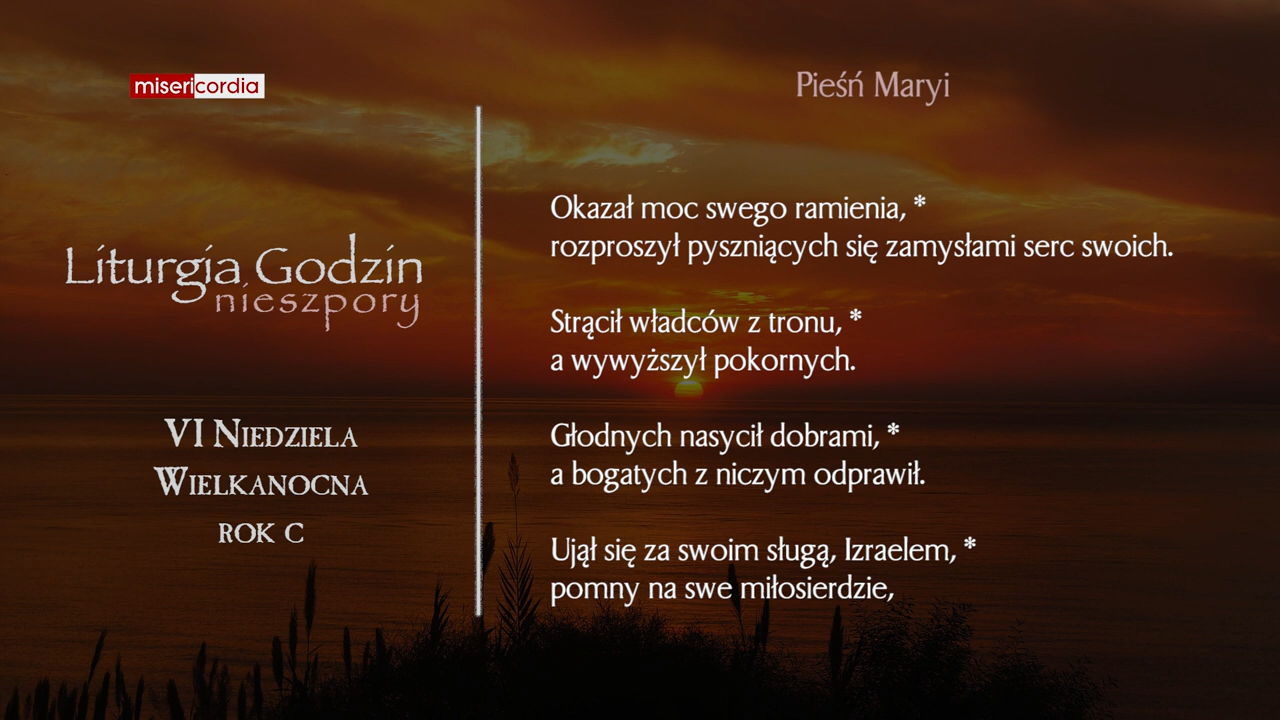 misericordia
Liturgia Godzin
nieszpory
VI Niedziela
Wielkanocna
rok C
Pieśń Maryi
Okazał moc swego ramienia, *
rozproszył pyszniących się zamysłami serc swoich.
Strącił władców z tronu, *
a wywyższył pokornych.
Głodnych nasycił dobrami, *
a bogatych z niczym odprawił.
Ujął się za swoim sługą, Izraelem, *
pomny na swe miłosierdzie,